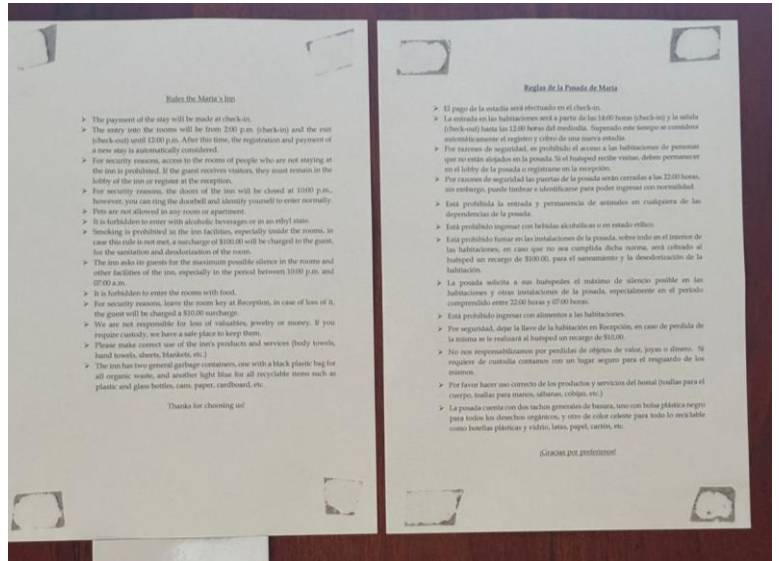 Rules the Maria´s Inn
➢ The payment of the stay will be made at check-in.
➢ The entry into the rooms will be from 2:00 p.m. (check-in) and the exit
(check-out) until 12:00 p.m. After this time, the registration and payment of
a new stay is automatically considered.
➢ For security reasons, access to the rooms of people who are not staying at
the inn is prohibited. If the guest receives visitors, they must remain in the
lobby of the inn or register at the reception.
➢ For security reasons, the doors of the inn will be closed at 10:00 p.m.,
however, you can ring the doorbell and identify yourself to enter normally.
➢ Pets are not allowed in any room or apartment.
➢ It is forbidden to enter with alcoholic beverages or in an ethyl state.
➢ Smoking is prohibited in the inn facilities, especially inside the rooms, in
case this rule is not met, a surcharge of $100.00 will be charged to the guest,
for the sanitation and deodorization of the room.
➢ The inn asks its guests for the maximum possible silence in the rooms and
other facilities of the inn, especially in the period between 10:00 p.m. and
07:00 a.m.
➢ It is forbidden to enter the rooms with food.
➢ For security reasons, leave the room key at Reception, in case of loss of it,
the guest will be charged a $10.00 surcharge.
➢ We are not responsible for loss of valuables, jewelry or money. If you
require custody, we have a safe place to keep them.
➢ Please make correct use of the inn's products and services (body towels,
hand towels, sheets, blankets, etc.)
➢ The inn has two general garbage containers, one with a black plastic bag for
all organic waste, and another light blue for all recyclable items such as
plastic and glass bottles, cans, paper, cardboard, etc.
Thanks for choosing us!
Reglas de la Posada de María
➢ El pago de la estadía será efectuado en el check-in.
➢ La entrada en las habitaciones será a partir de las 14:00 horas (check-in) y la salida
(check-out) hasta las 12:00 horas del mediodía. Superado este tiempo se considera
automáticamente el registro y cobro de una nueva estadía.
➢ Por razones de seguridad, es prohibido el acceso a las habitaciones de personas
que no están alojados en la posada. Si el huésped recibe visitas, deben permanecer
en el lobby de la posada o registrarse en la recepción.
➢ Por razones de seguridad las puertas de la posada serán cerradas a las 22:00 horas,
sin embargo, puede timbrar e identificarse para poder ingresar con normalidad.
➢ Está prohibida la entrada y permanencia de animales en cualquiera de las
dependencias de la posada.
➢ Está prohibido ingresar con bebidas alcohólicas o en estado etílico.
➢ Está prohibido fumar en las instalaciones de la posada, sobre todo en el interior de
las habitaciones, en caso que no sea cumplida dicha norma, será cobrado al
huésped un recargo de $100.00, para el saneamiento y la desodorización de la
habitación.
➢ La posada solicita a sus huéspedes el máximo de silencio posible en las
habitaciones y otras instalaciones de la posada, especialmente en el periodo
comprendido entre 22:00 horas y 07:00 horas.
➢ Está prohibido ingresar con alimentos a las habitaciones.
➢ Por seguridad, dejar la llave de la habitación en Recepción, en caso de perdida de
la misma se le realizará al huésped un recargo de $10,00.
➢ No nos responsabilizamos por perdidas de objetos de valor, joyas o dinero. Si
requiere de custodia contamos con un lugar seguro para el resguardo de los
mismos.
➢ Por favor hacer uso correcto de los productos y servicios del hostal (toallas para el
cuerpo, toallas para manos, sábanas, cobijas, etc.)
➢ La posada cuenta con dos tachos generales de basura, uno con bolsa plástica negro
para todos los desechos orgánicos, y otro de color celeste para todo lo reciclable
como botellas plásticas y vidrio, latas, papel, cartón, etc.
¡Gracias por preferirnos!